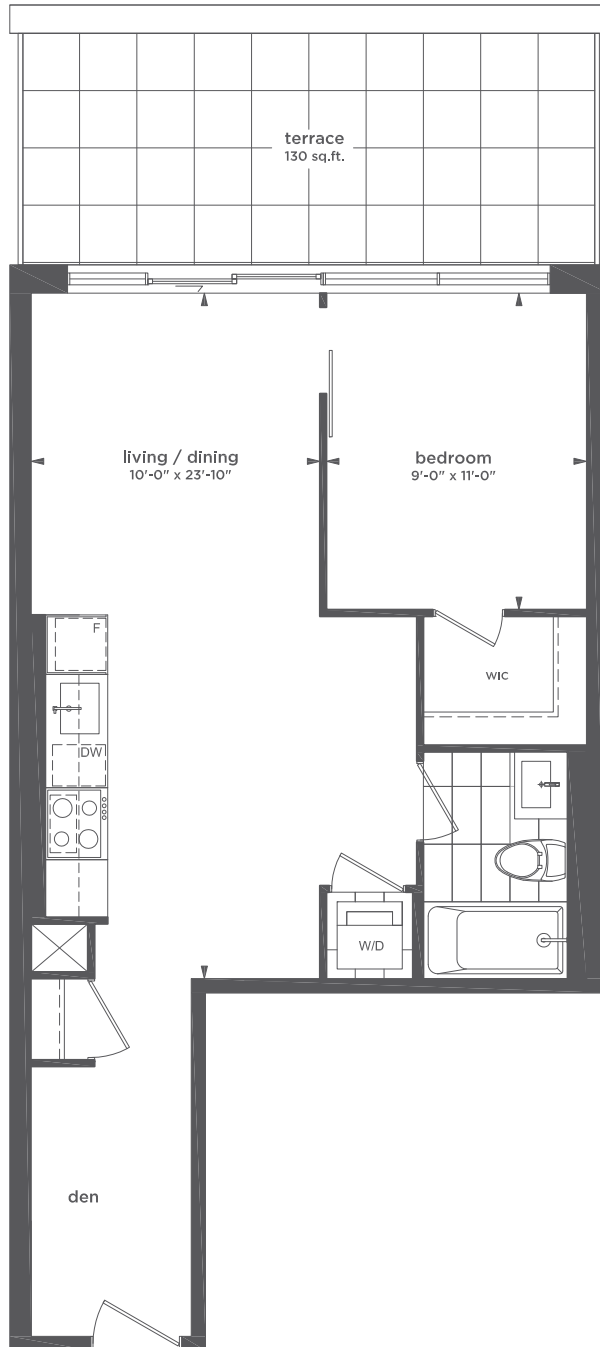 terrace
130 sq.ft.
living / dining
10'-0" x 23'-10"
bedroom
9'-0" x 11'-0"
F
WIC
DW
W/D
den